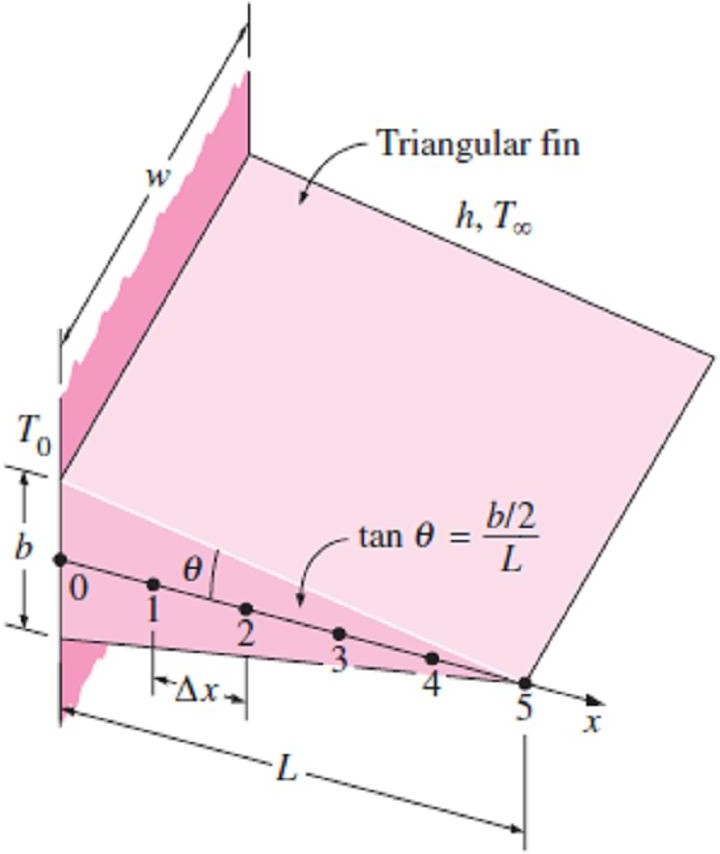 w
Triangular fin
h, T∞
T0
b
tan θ = b/2
L
θ
0
1
2
3
4
5
Δx
x
L